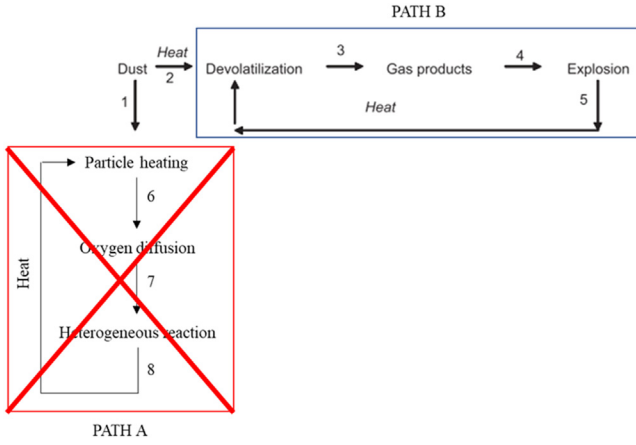 PATH B
Heat
Dust
2
Devolatilization
3
Gas products
4
Explosion
1
5
Heat
Particle heating
6
Oxygen diffusion
Heat
7
Heterogeneous reaction
8
PATH A